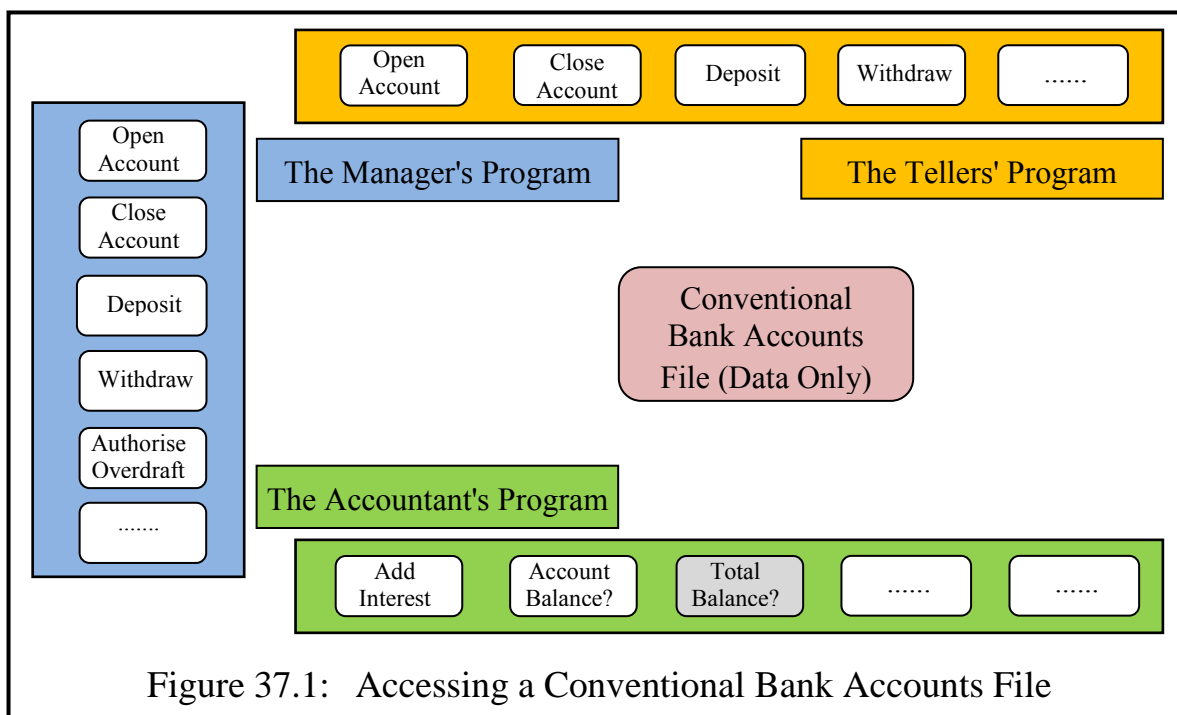 Open
Account
Close
Account
Deposit
Withdraw
......
Open
Account
Close
Account
Deposit
Withdraw
Authorise
Overdraft
.......
The Manager's Program
The Tellers' Program
Conventional
Bank Accounts
File (Data Only)
The Accountant's Program
Add
Interest
Account
Balance?
Total
Balance?
......
......
Figure 37.1: Accessing a Conventional Bank Accounts File